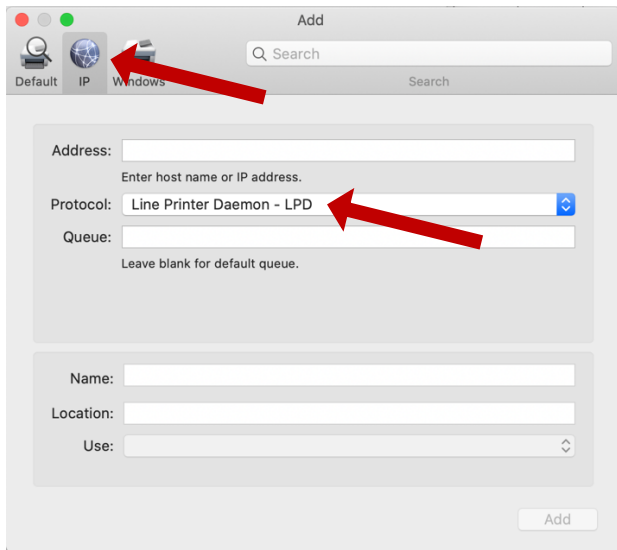 Add
Search
Default IP Windows Search
Address:
Enter host name or IP address.
Protocol: Line Printer Daemon - LPD
Queue:
Leave blank for default queue.
Name:
Location:
Use:
Add